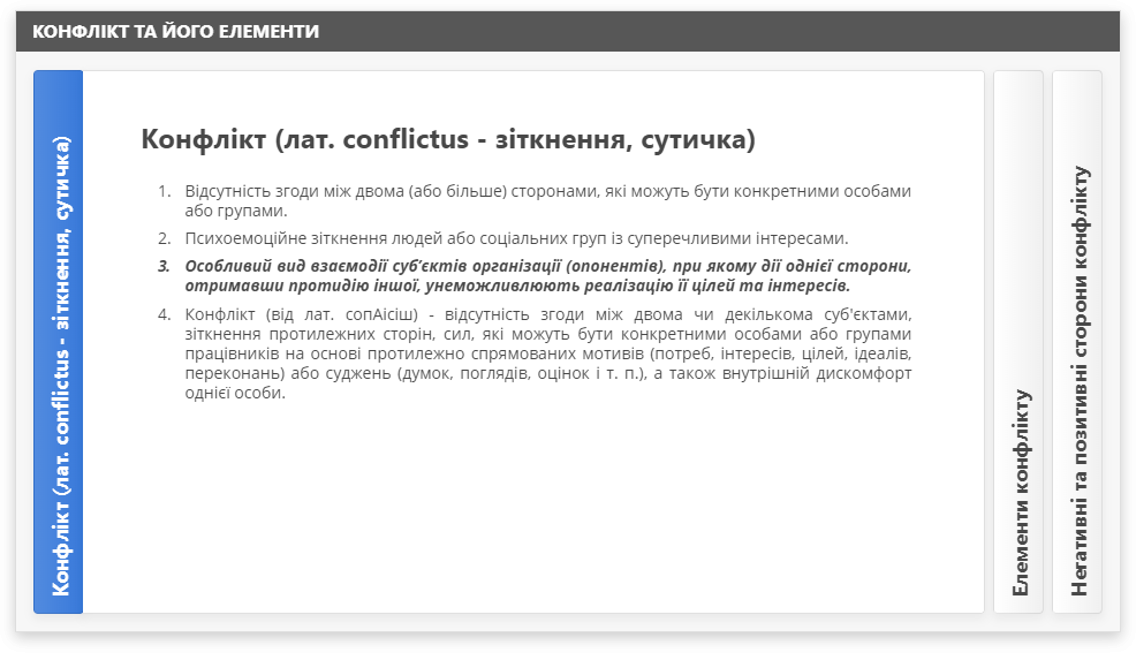 КОНФЛІКТ ТА ЙОГО ЕЛЕМЕНТИ
Конфлікт (лат. conflictus - зіткнення, сутичка)
Конфлікт (лат. conflictus - зіткнення, сутичка)
1. Відсутність згоди між двома (або більше) сторонами, які можуть бути конкретними особами
або групами.
2. Психоемоційне зіткнення людей або соціальних груп із суперечливими інтересами.
3. Особливий вид взаємодії суб’єктів організації (опонентів), при якому дії однієї сторони,
отримавши протидію іншої, унеможливлюють реалізацію її цілей та інтересів.
4. Конфлікт (від лат. сопАісіш) - відсутність згоди між двома чи декількома суб'єктами,
зіткнення протилежних сторін, сил, які можуть бути конкретними особами або групами
працівників на основі протилежно спрямованих мотивів (потреб, інтересів, цілей, ідеалів,
переконань) або суджень (думок, поглядів, оцінок і т. п.), а також внутрішній дискомфорт
однієї особи.
Елементи конфлікту
Негативні та позитивні сторони конфлікту